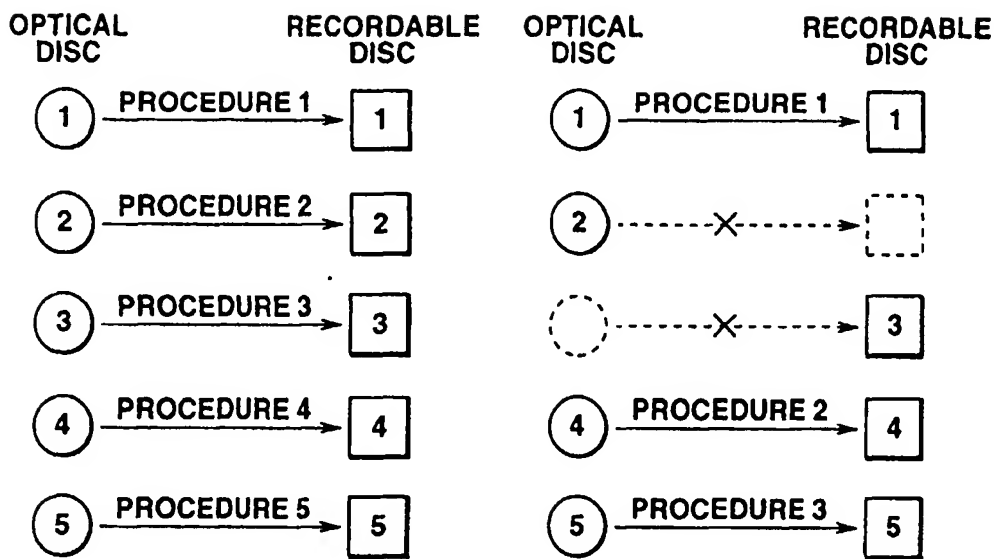 OPTICAL DISC RECORDABLE DISC
1 PROCEDURE 1 1
2 PROCEDURE 2 2
3 PROCEDURE 3 3
4 PROCEDURE 4 4
5 PROCEDURE 5 5
OPTICAL DISC RECORDABLE DISC
1 PROCEDURE 1 1
2
3
4 PROCEDURE 2 4
5 PROCEDURE 3 5